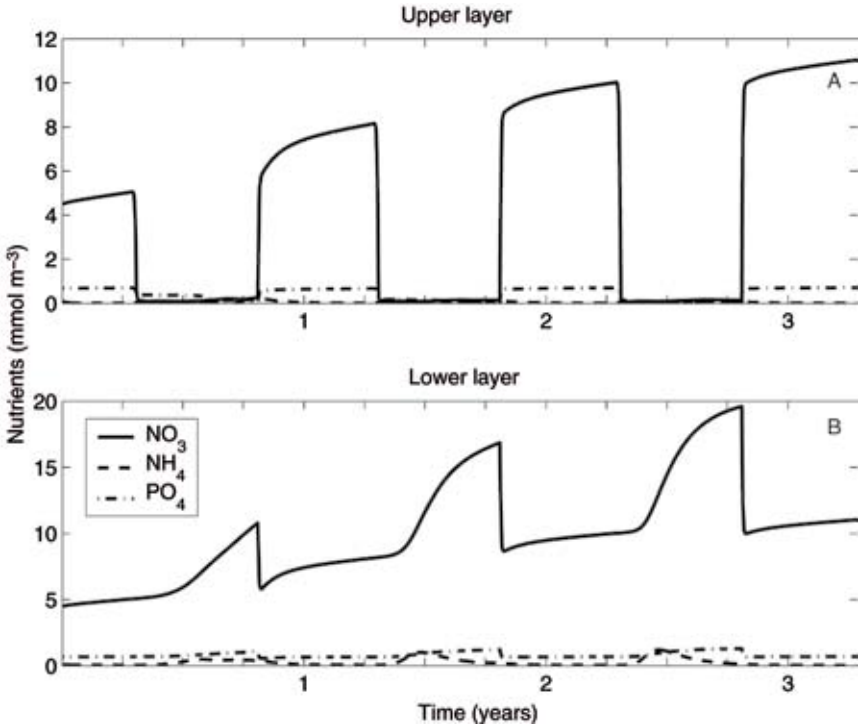 Upper layer
12
10
8
6
4
2
0
A
1
2
3
Nutrients (mmol m⁻³)
Lower layer
20
15
10
5
0
NO₃
NH₄
PO₄
B
1
2
3
Time (years)